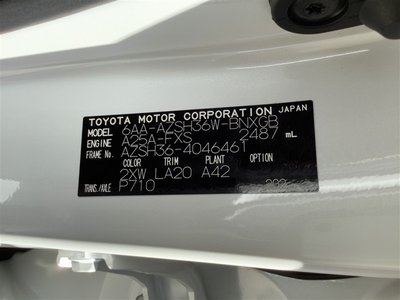 TOYOTA MOTOR CORPORATION JAPAN
MODEL 6AA-AZSH36W-BNXGB
ENGINE A25A-FXS 2487 mL
FRAME No. AZSH36-4046461
COLOR TRIM PLANT OPTION
2XW LA20 A42
TRANS./AXLE P710